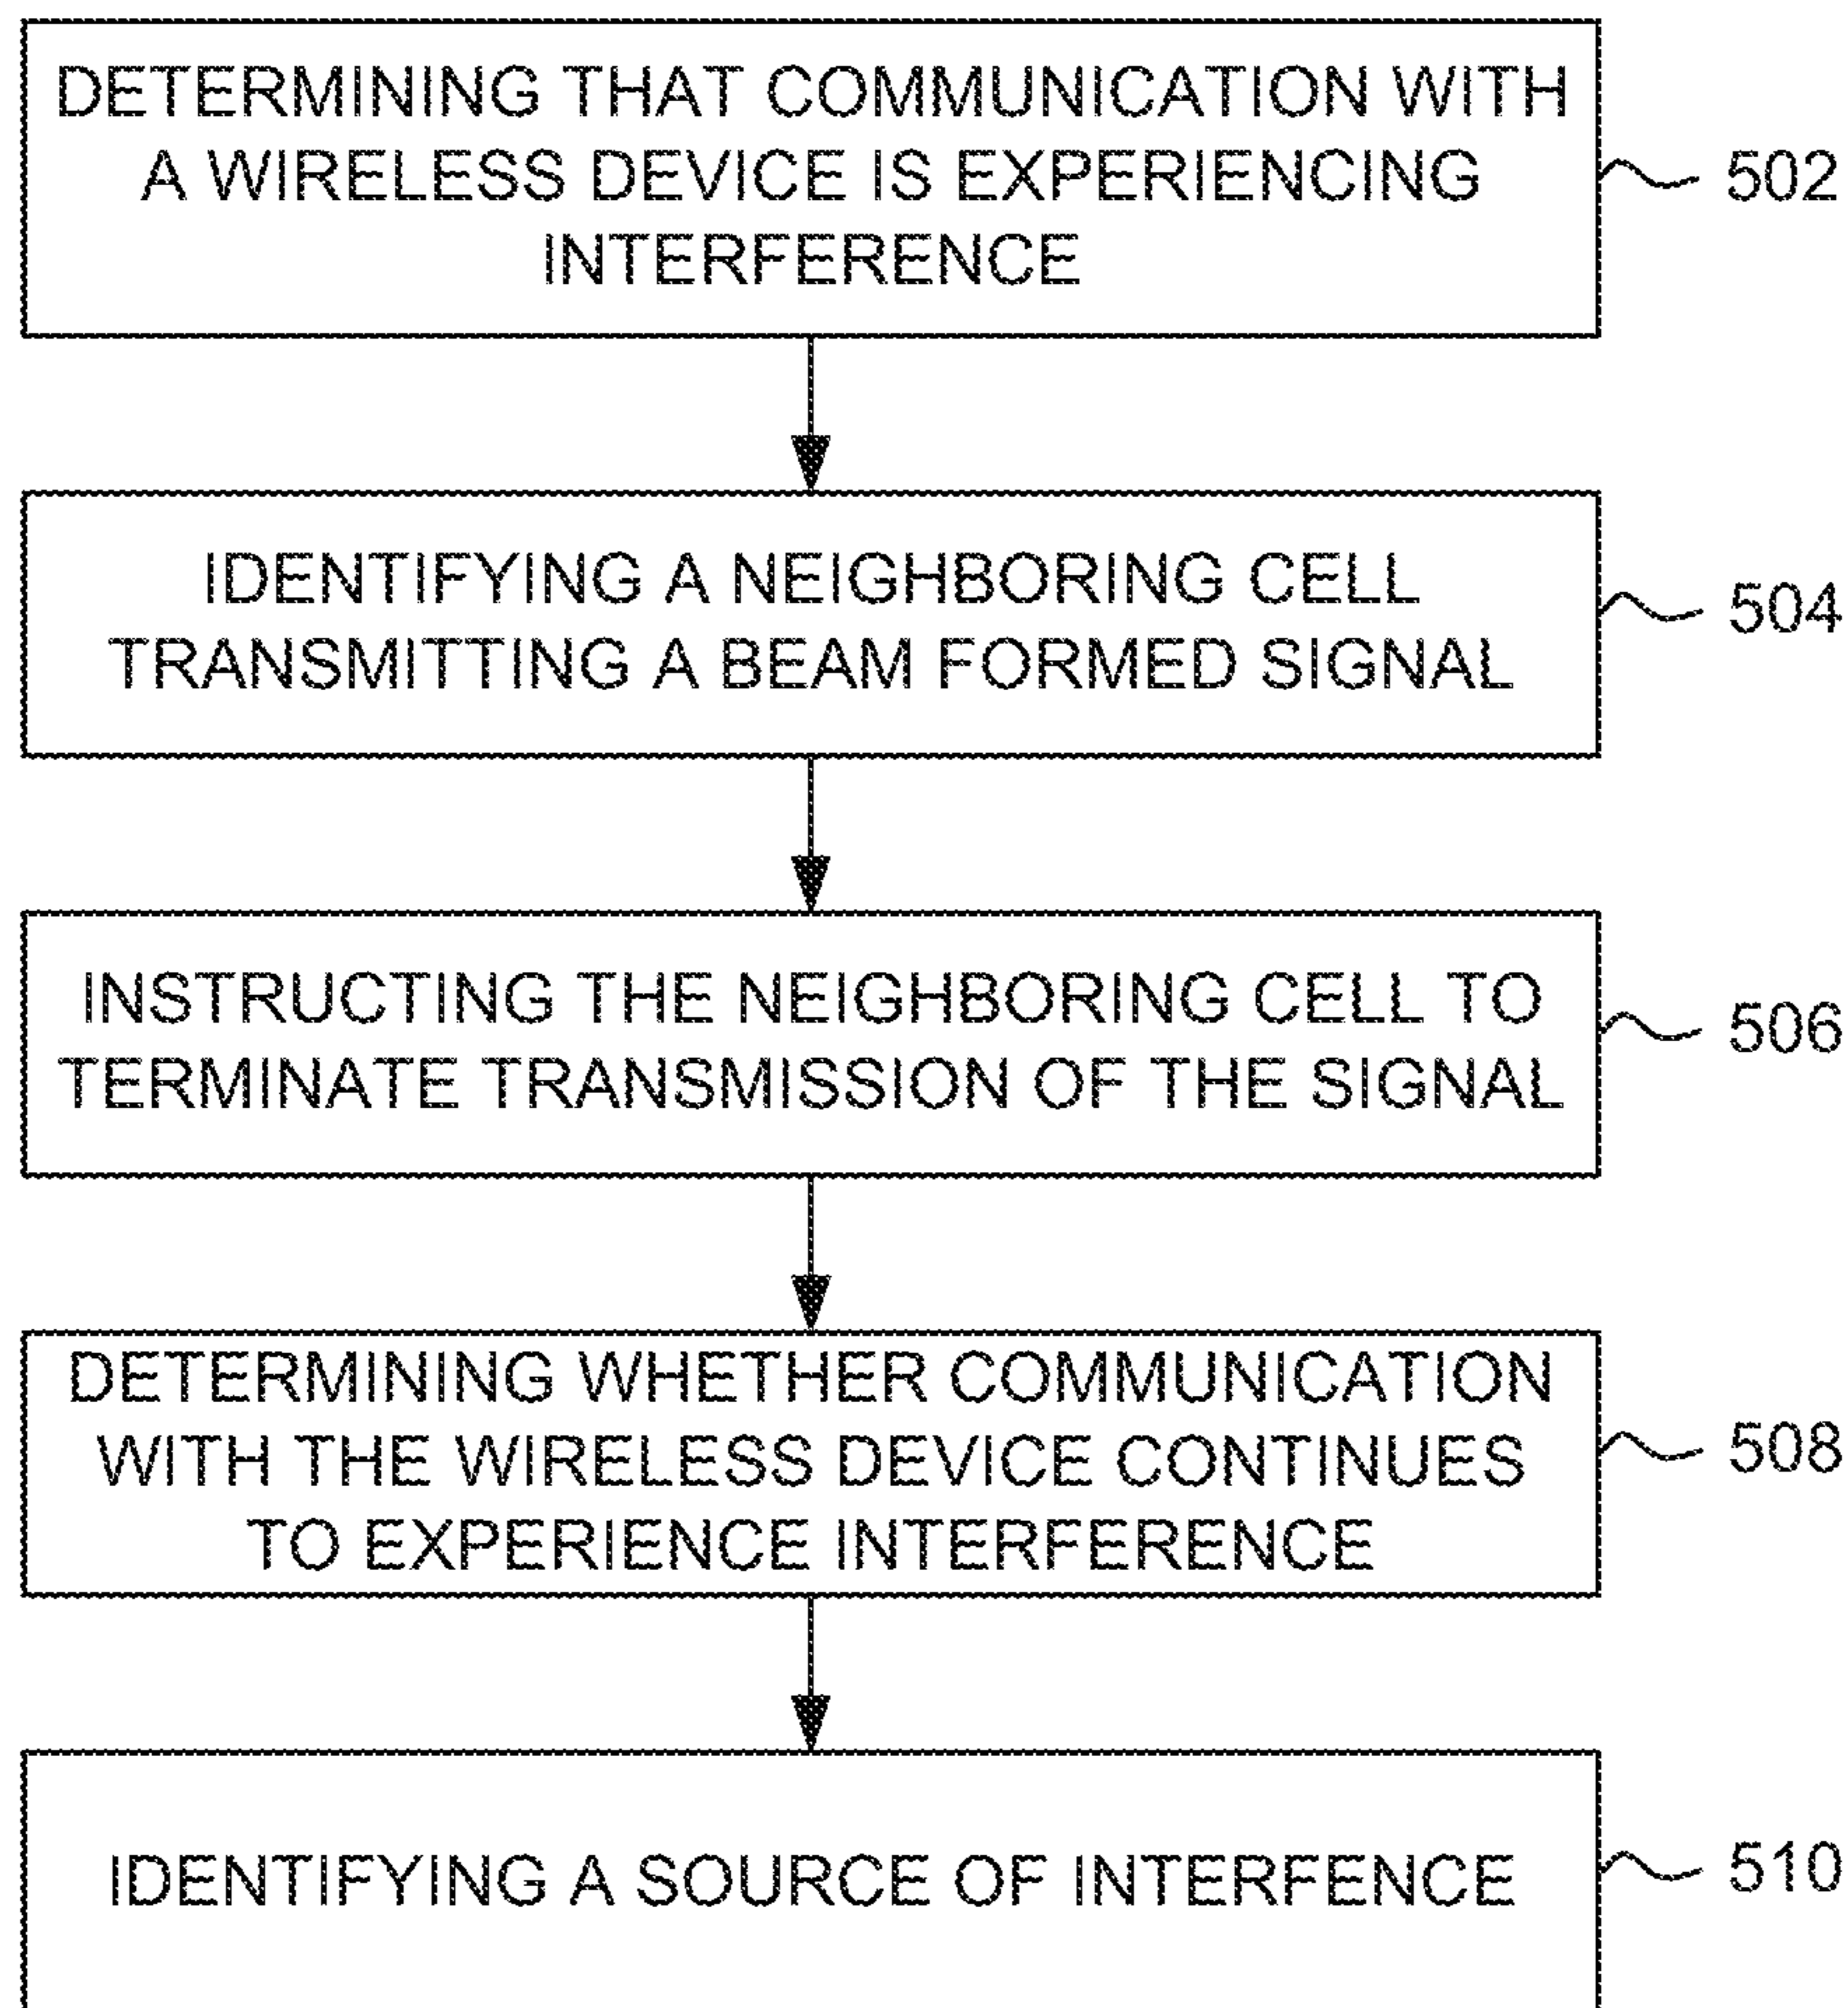 DETERMINING THAT COMMUNICATION WITH
A WIRELESS DEVICE IS EXPERIENCING
INTERFERENCE
502
IDENTIFYING A NEIGHBORING CELL
TRANSMITTING A BEAM FORMED SIGNAL
504
INSTRUCTING THE NEIGHBORING CELL TO
TERMINATE TRANSMISSION OF THE SIGNAL
506
DETERMINING WHETHER COMMUNICATION
WITH THE WIRELESS DEVICE CONTINUES
TO EXPERIENCE INTERFERENCE
508
IDENTIFYING A SOURCE OF INTERFENCE
510